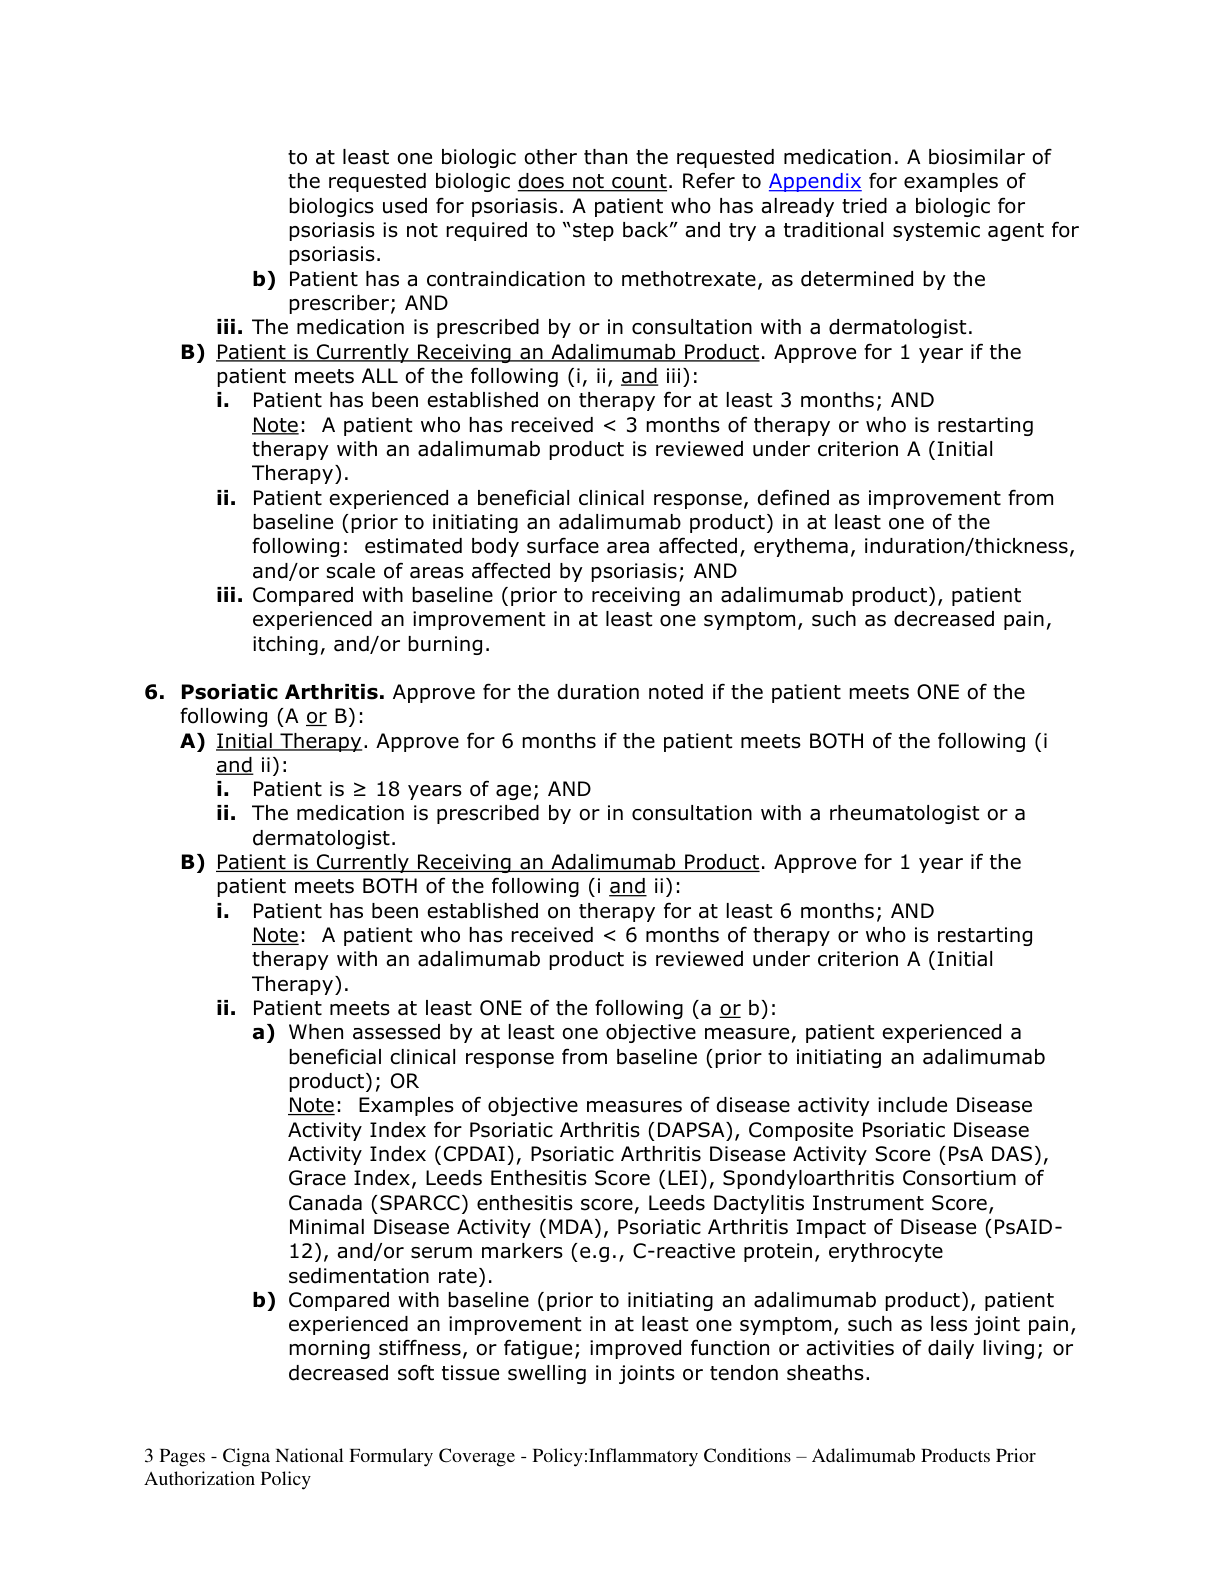 to at least one biologic other than the requested medication. A biosimilar of
the requested biologic does not count. Refer to Appendix for examples of
biologics used for psoriasis. A patient who has already tried a biologic for
psoriasis is not required to “step back” and try a traditional systemic agent for
psoriasis.
b) Patient has a contraindication to methotrexate, as determined by the
prescriber; AND
iii. The medication is prescribed by or in consultation with a dermatologist.
B) Patient is Currently Receiving an Adalimumab Product. Approve for 1 year if the
patient meets ALL of the following (i, ii, and iii):
i. Patient has been established on therapy for at least 3 months; AND
Note:  A patient who has received < 3 months of therapy or who is restarting
therapy with an adalimumab product is reviewed under criterion A (Initial
Therapy).
ii. Patient experienced a beneficial clinical response, defined as improvement from
baseline (prior to initiating an adalimumab product) in at least one of the
following:  estimated body surface area affected, erythema, induration/thickness,
and/or scale of areas affected by psoriasis; AND
iii. Compared with baseline (prior to receiving an adalimumab product), patient
experienced an improvement in at least one symptom, such as decreased pain,
itching, and/or burning.
6. Psoriatic Arthritis. Approve for the duration noted if the patient meets ONE of the
following (A or B):
A) Initial Therapy. Approve for 6 months if the patient meets BOTH of the following (i
and ii):
i. Patient is ≥ 18 years of age; AND
ii. The medication is prescribed by or in consultation with a rheumatologist or a
dermatologist.
B) Patient is Currently Receiving an Adalimumab Product. Approve for 1 year if the
patient meets BOTH of the following (i and ii):
i. Patient has been established on therapy for at least 6 months; AND
Note:  A patient who has received < 6 months of therapy or who is restarting
therapy with an adalimumab product is reviewed under criterion A (Initial
Therapy).
ii. Patient meets at least ONE of the following (a or b):
a) When assessed by at least one objective measure, patient experienced a
beneficial clinical response from baseline (prior to initiating an adalimumab
product); OR
Note:  Examples of objective measures of disease activity include Disease
Activity Index for Psoriatic Arthritis (DAPSA), Composite Psoriatic Disease
Activity Index (CPDAI), Psoriatic Arthritis Disease Activity Score (PsA DAS),
Grace Index, Leeds Enthesitis Score (LEI), Spondyloarthritis Consortium of
Canada (SPARCC) enthesitis score, Leeds Dactylitis Instrument Score,
Minimal Disease Activity (MDA), Psoriatic Arthritis Impact of Disease (PsAID-
12), and/or serum markers (e.g., C-reactive protein, erythrocyte
sedimentation rate).
b) Compared with baseline (prior to initiating an adalimumab product), patient
experienced an improvement in at least one symptom, such as less joint pain,
morning stiffness, or fatigue; improved function or activities of daily living; or
decreased soft tissue swelling in joints or tendon sheaths.
3 Pages - Cigna National Formulary Coverage - Policy:Inflammatory Conditions – Adalimumab Products Prior
Authorization Policy